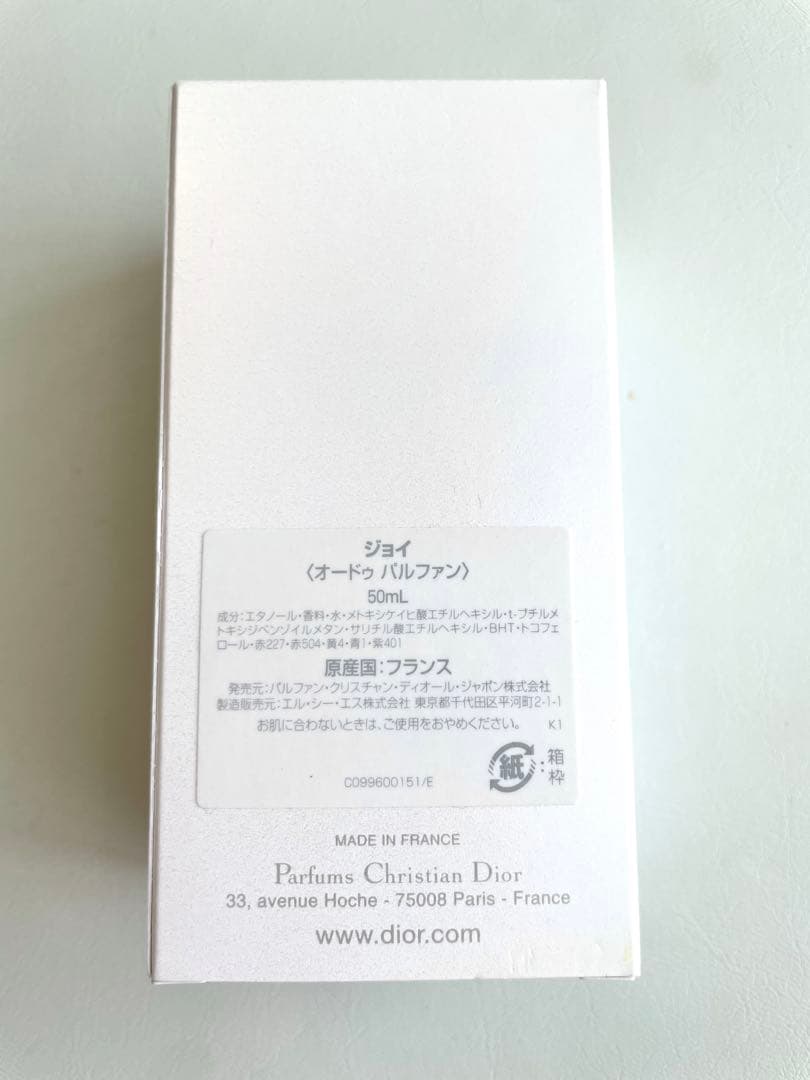 ジョイ
〈オードゥ パルファン〉
50mL
成分:エタノール・香料・水・メトキシケイヒ酸エチルヘキシル・t-ブチルメ
トキシジベンゾイルメタン・サリチル酸エチルヘキシル・BHT・トコフェ
ロール・赤227・赤504・黄4・青1・紫401
原産国:フランス
発売元:パルファン・クリスチャン・ディオール・ジャポン株式会社
製造販売元:エル・シー・エス株式会社 東京都千代田区平河町2-1-1
お肌に合わないときは、ご使用をおやめください。 K1
紙:箱
枠
C099600151/E
MADE IN FRANCE
Parfums Christian Dior
33, avenue Hoche - 75008 Paris - France
www.dior.com